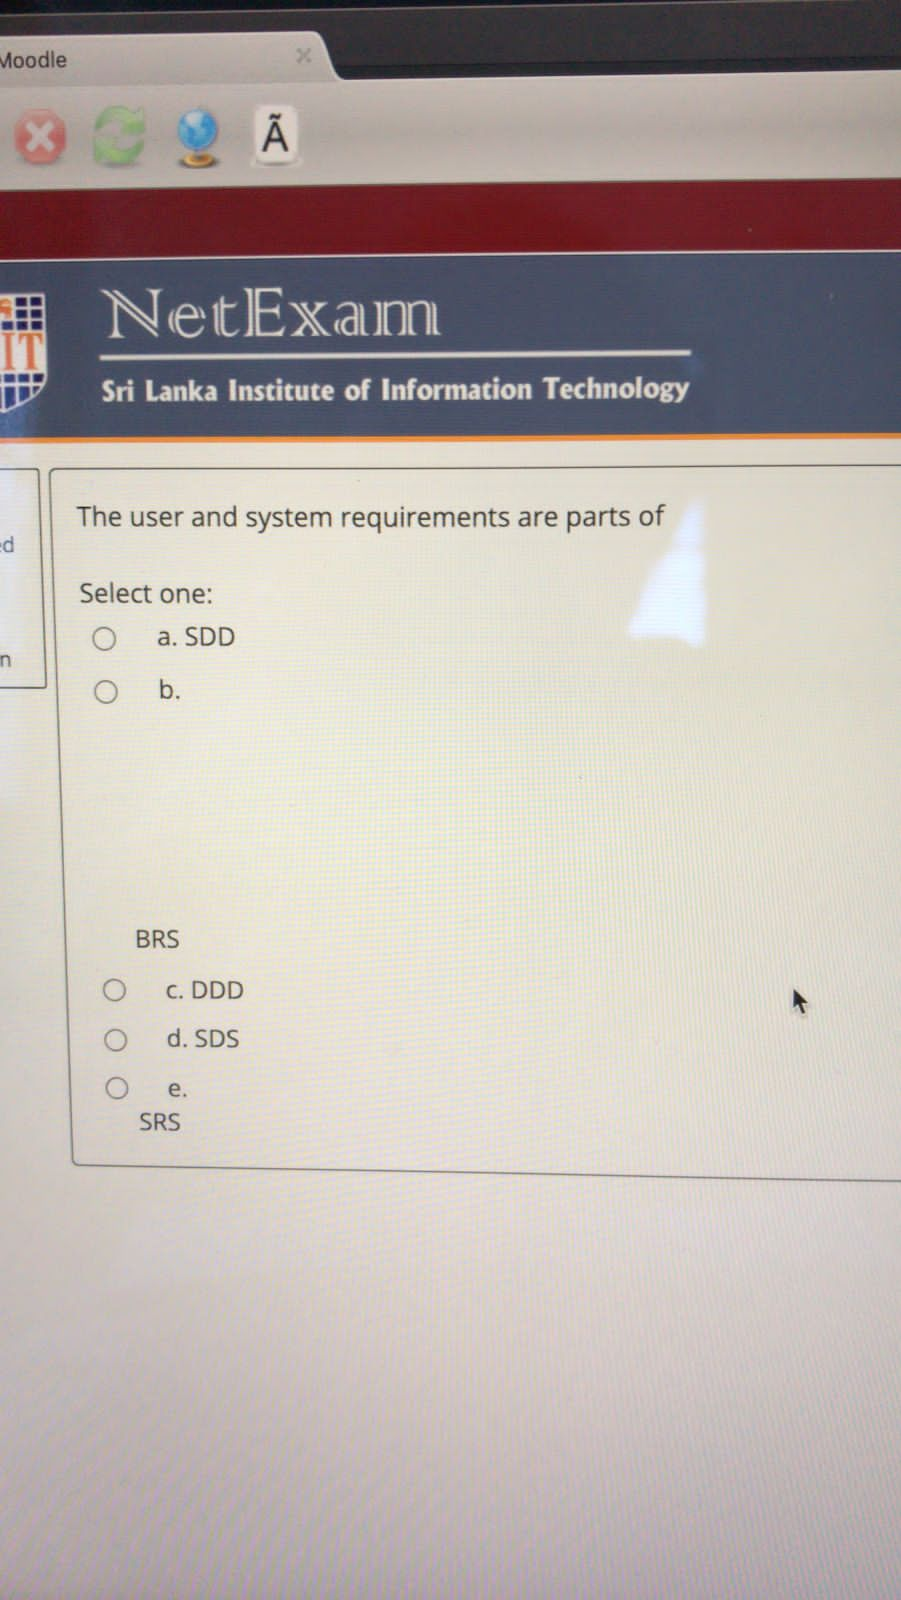 Moodle
Ã
IT
NetExam
Sri Lanka Institute of Information Technology
ed
n
The user and system requirements are parts of
Select one:
a. SDD
b.
BRS
c. DDD
d. SDS
e.
SRS